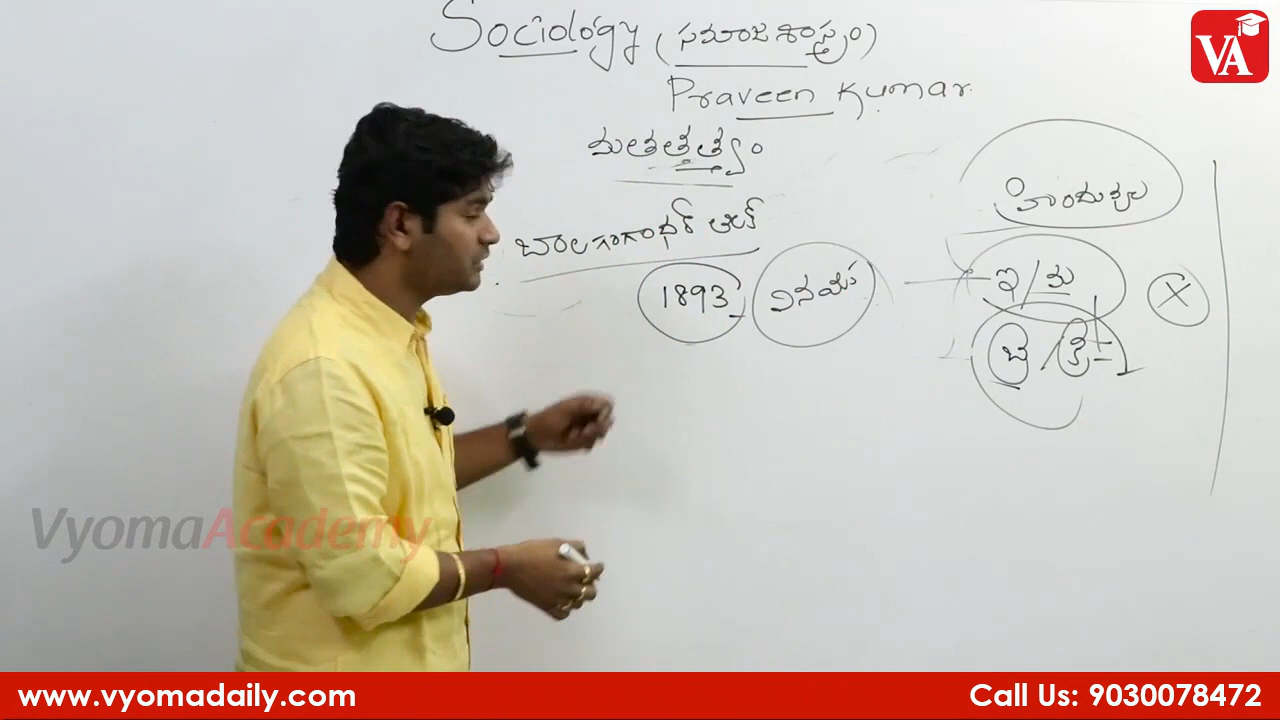 Sociology (సమాజశాస్త్రం)
Praveen Kumar
మతతత్త్వం
హిందువుల
బాలగంగాధర్ తిలక్
1893
ఇ/ము
X
VA
VyomaAcademy
www.vyomadaily.com
Call Us: 9030078472